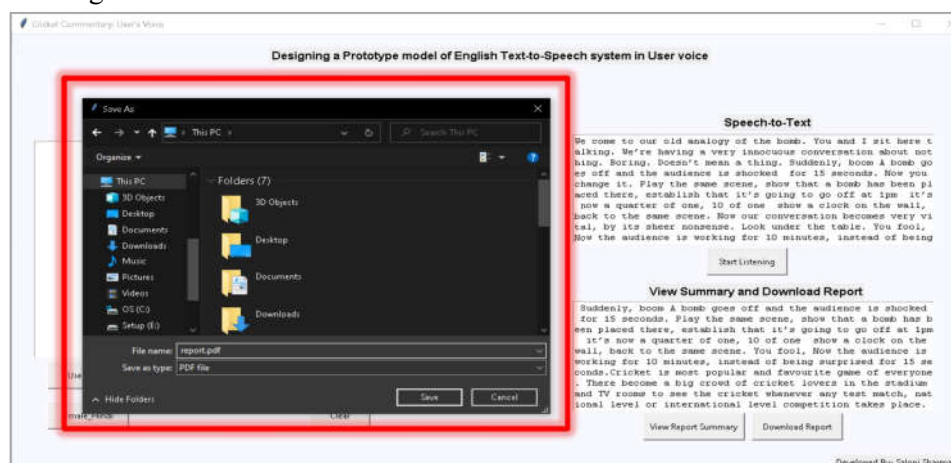 Cricket Commentary: User's Voice
Designing a Prototype model of English Text-to-Speech system in User voice
Save As
This PC
Search This PC
Organize
This PC
3D Objects
Desktop
Documents
Downloads
Music
Pictures
Videos
OS (C:)
Setup (E:)
Folders (7)
3D Objects
Desktop
Documents
Downloads
File name: report.pdf
Save as type: PDF file
Hide Folders
Save
Cancel
Use
Clear
Speech-to-Text
We come to our old analogy of the bomb. You and I sit here t
alking. We're having a very innocuous conversation about not
hing. Boring. Doesn't mean a thing. Suddenly, boom A bomb go
es off and the audience is shocked  for 15 seconds. Now you
change it. Play the same scene, show that a bomb has been pl
aced there, establish that it's going to go off at 1pm  it's
now a quarter of one, 10 of one  show a clock on the wall,
back to the same scene. Now our conversation becomes very vi
tal, by its sheer nonsense. Look under the table. You fool,
Now the audience is working for 10 minutes, instead of being
Start Listening
View Summary and Download Report
Suddenly, boom A bomb goes off and the audience is shocked
for 15 seconds. Play the same scene, show that a bomb has b
een placed there, establish that it's going to go off at 1pm
it's now a quarter of one, 10 of one  show a clock on the
wall, back to the same scene. You fool, Now the audience is
working for 10 minutes, instead of being surprised for 15 se
conds.Cricket is most popular and favourite game of everyone
. There become a big crowd of cricket lovers in the stadium
and TV rooms to see the cricket whenever any test match, nat
ional level or international level competition takes place.
View Report Summary
Download Report
Developed By: Saloni Sharma